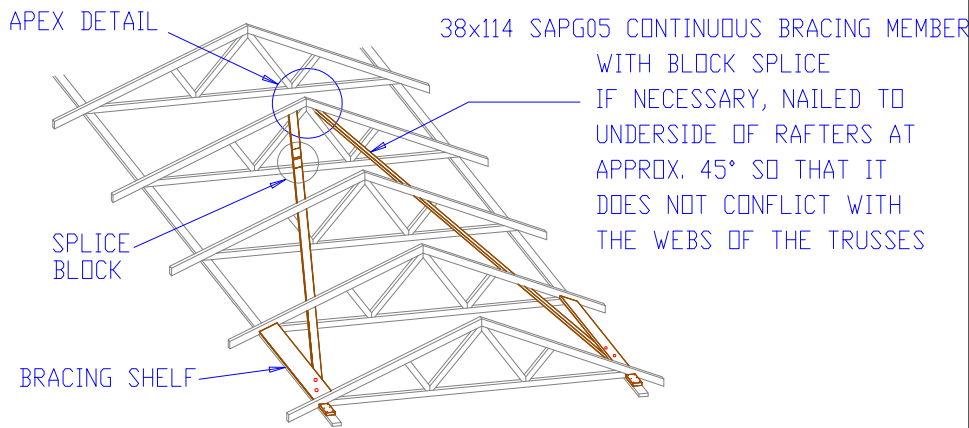 APEX DETAIL
38x114 SAPG05 CONTINUOUS BRACING MEMBER
WITH BLOCK SPLICE
IF NECESSARY, NAILED TO
UNDERSIDE OF RAFTERS AT
APPROX. 45° SO THAT IT
DOES NOT CONFLICT WITH
THE WEBS OF THE TRUSSES
SPLICE
BLOCK
BRACING SHELF